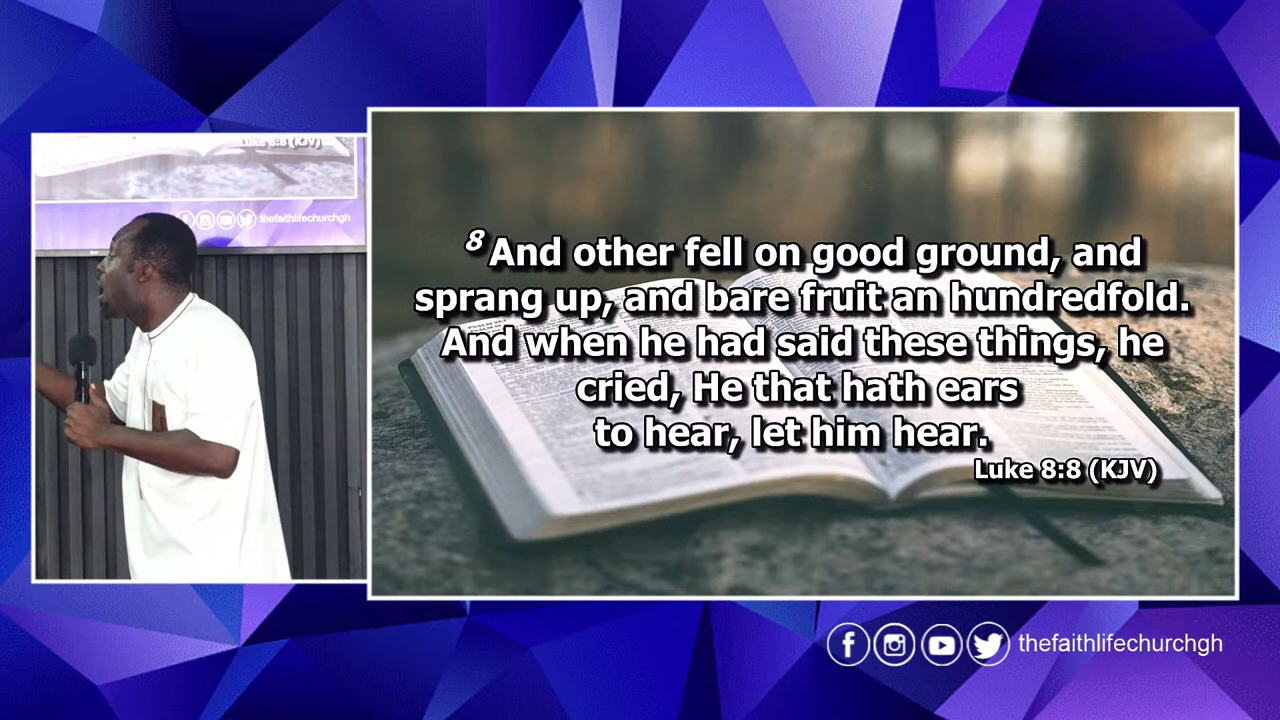 Luke 8:8 (KJV)
thefaithlifechurchgh
8 And other fell on good ground, and
sprang up, and bare fruit an hundredfold.
And when he had said these things, he
cried, He that hath ears
to hear, let him hear.
Luke 8:8 (KJV)
thefaithlifechurchgh